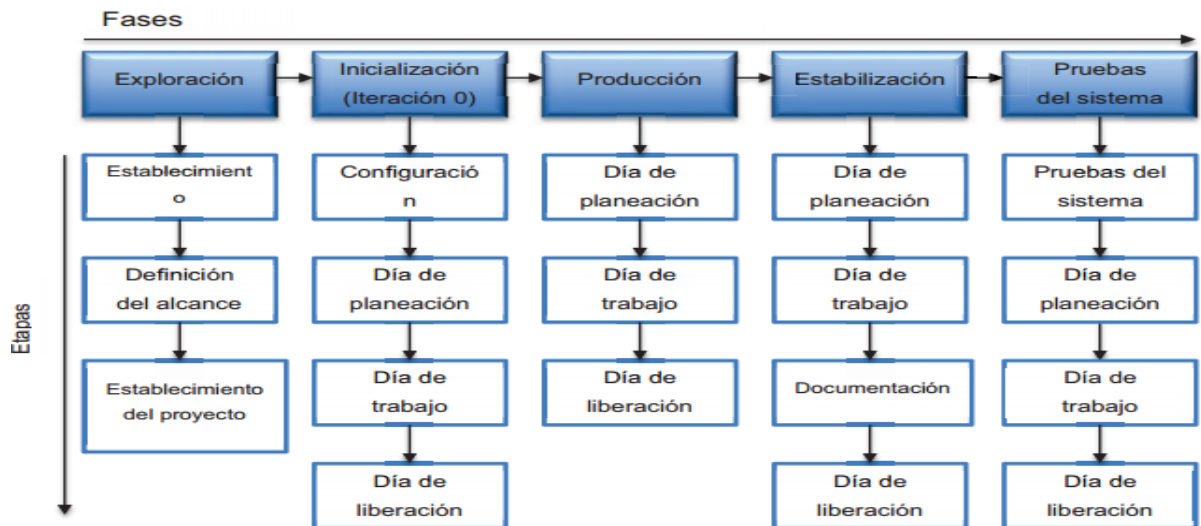 Fases
Exploración
Inicialización
(Iteración 0)
Producción
Estabilización
Pruebas
del sistema
Etapas
Establecimient
o
Definición
del alcance
Establecimiento
del proyecto
Configuració
n
Día de
planeación
Día de
trabajo
Día de
liberación
Día de
planeación
Día de
trabajo
Día de
liberación
Día de
planeación
Día de
trabajo
Documentación
Día de
liberación
Pruebas del
sistema
Día de
planeación
Día de
trabajo
Día de
liberación